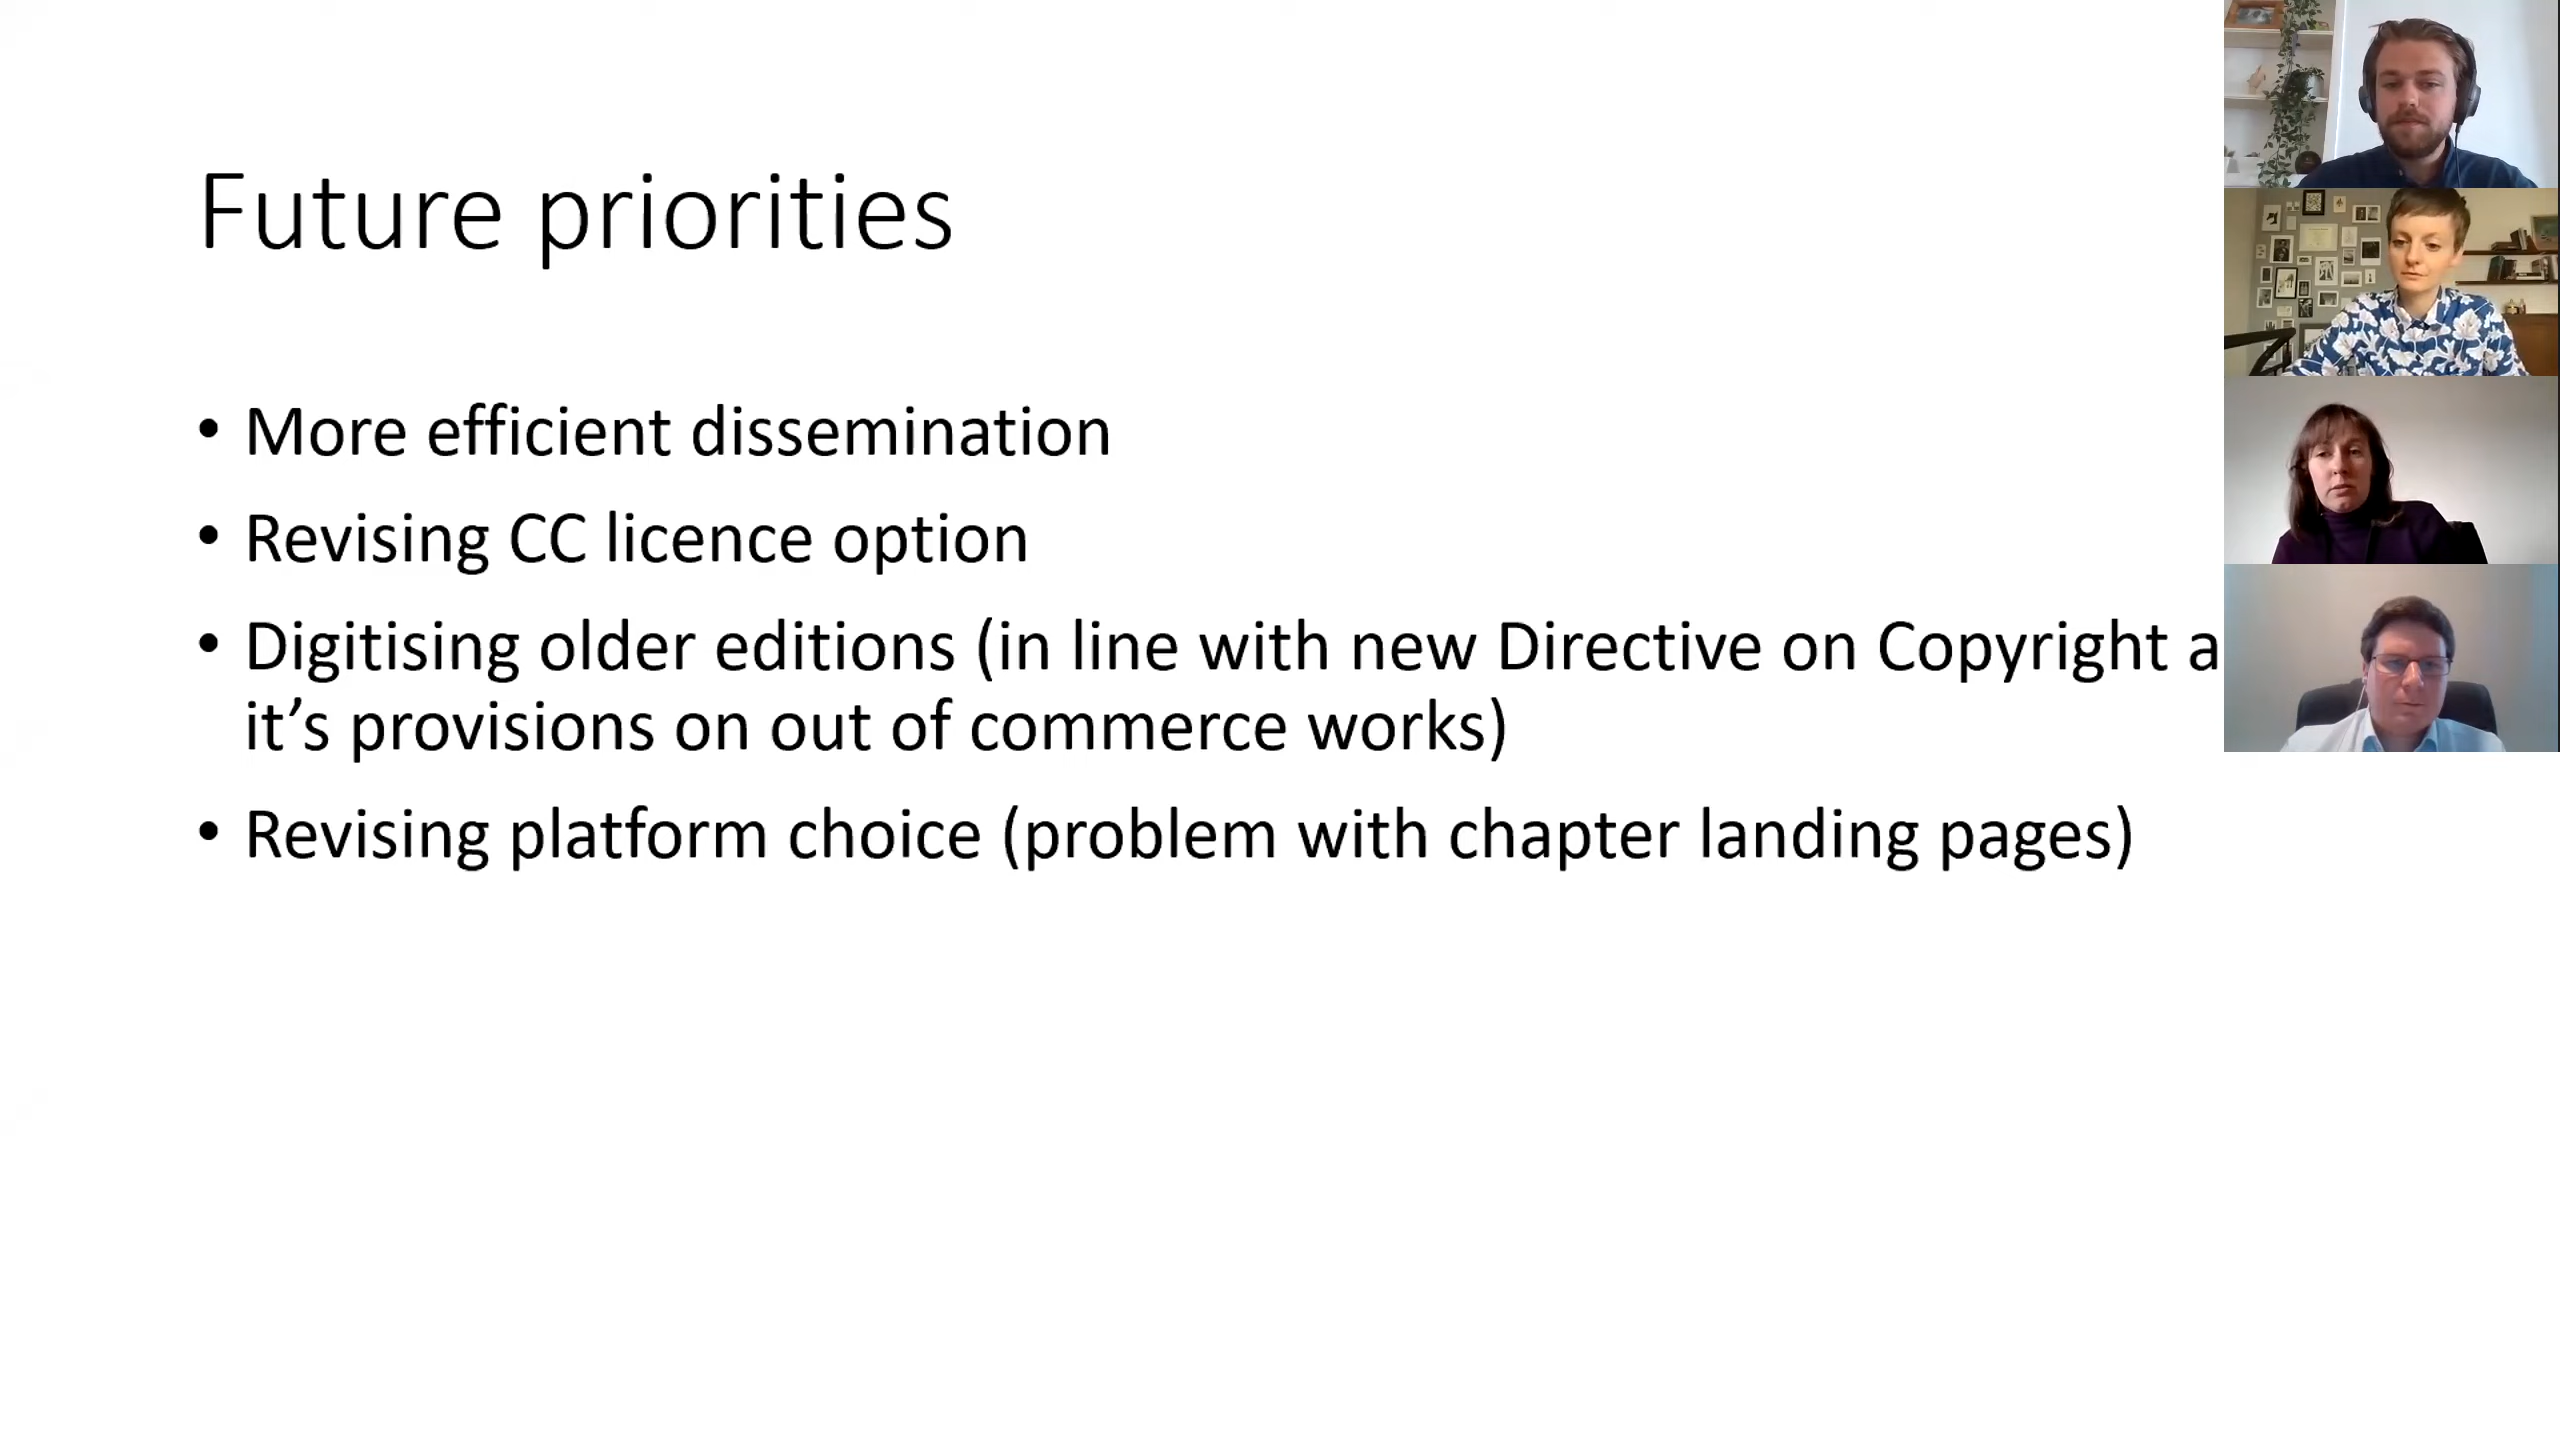 Future priorities
• More efficient dissemination
• Revising CC licence option
• Digitising older editions (in line with new Directive on Copyright a
it’s provisions on out of commerce works)
• Revising platform choice (problem with chapter landing pages)